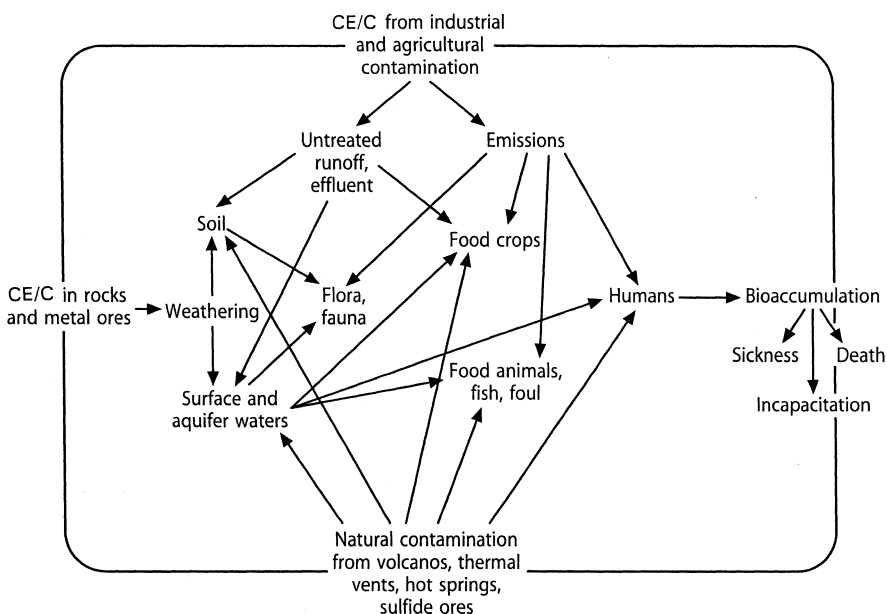 CE/C from industrial
and agricultural
contamination
Untreated
runoff,
effluent
Emissions
Soil
Food crops
CE/C in rocks
and metal ores
Weathering
Flora,
fauna
Humans
Bioaccumulation
Sickness
Death
Incapacitation
Food animals,
fish, foul
Surface and
aquifer waters
Natural contamination
from volcanos, thermal
vents, hot springs,
sulfide ores